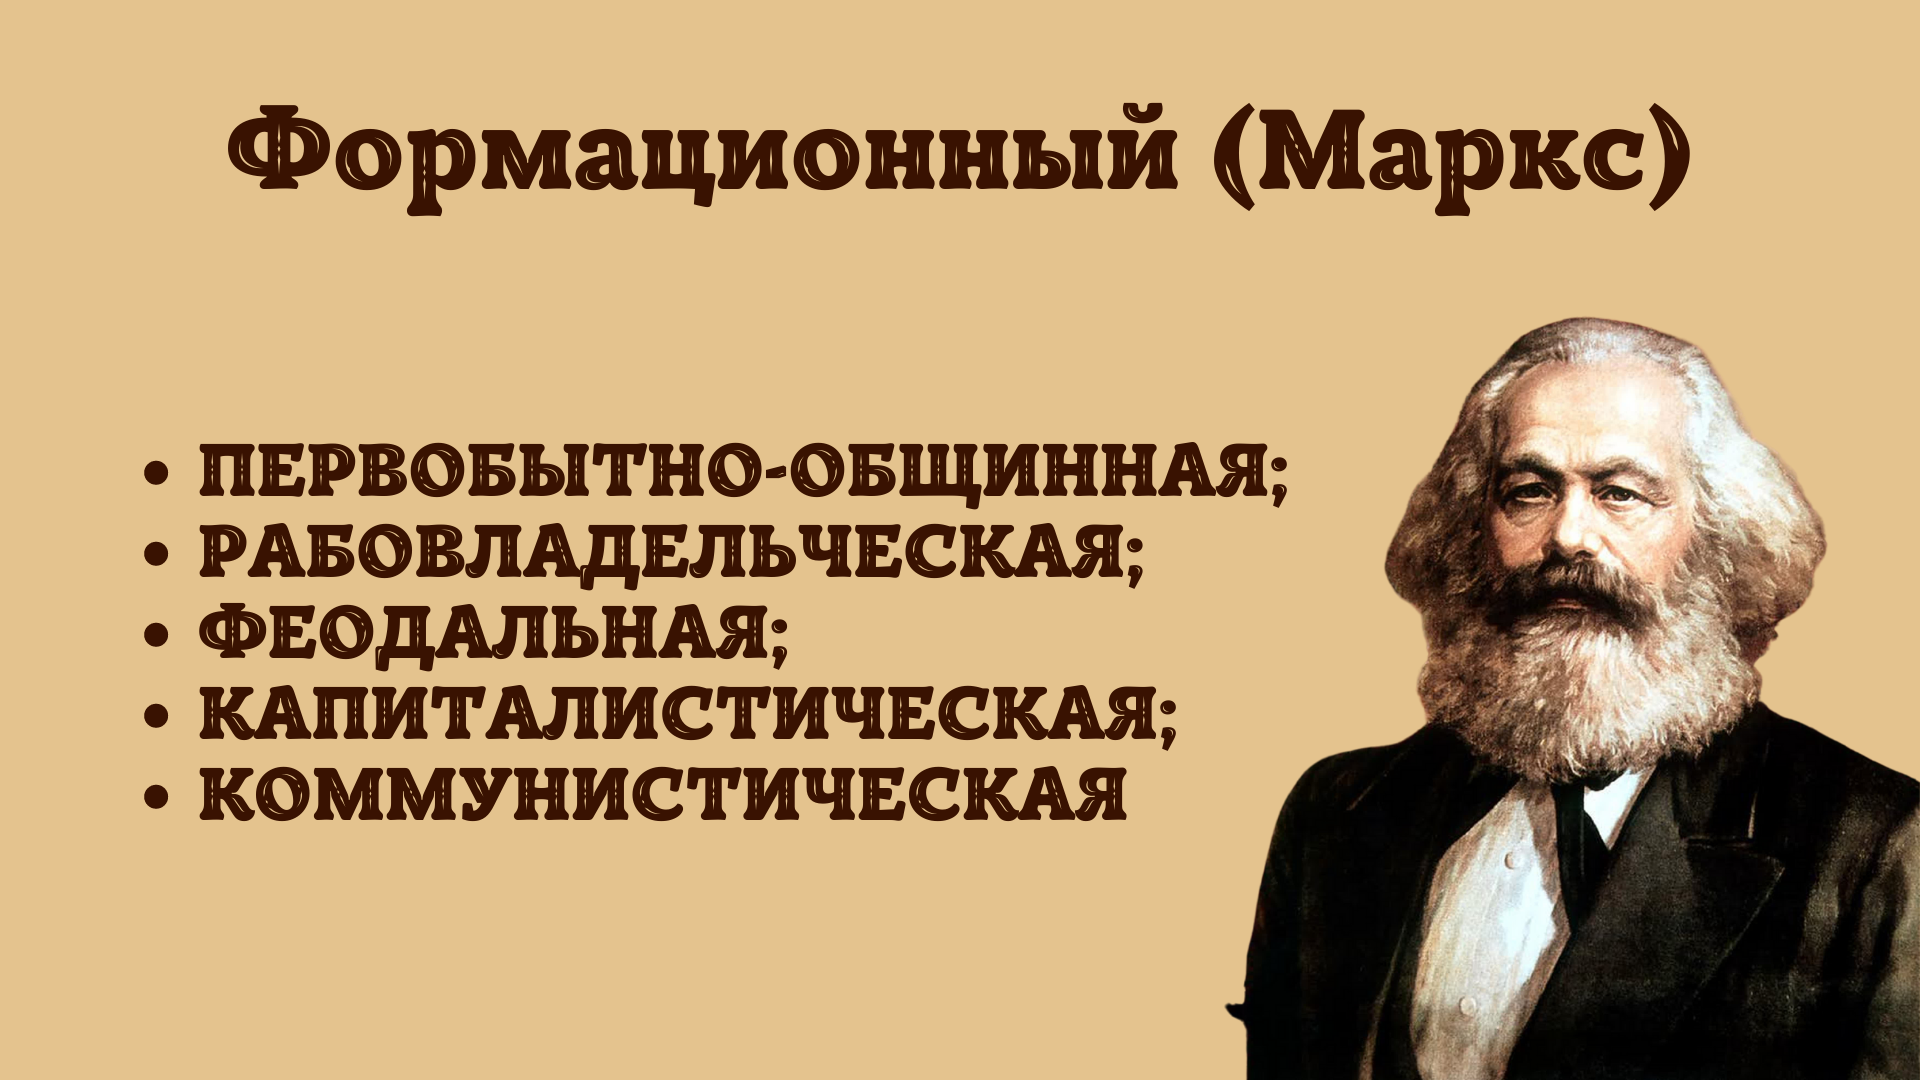 Формационный (Маркс)
• ПЕРВОБЫТНО-ОБЩИННАЯ;
• РАБОВЛАДЕЛЬЧЕСКАЯ;
• ФЕОДАЛЬНАЯ;
• КАПИТАЛИСТИЧЕСКАЯ;
• КОММУНИСТИЧЕСКАЯ